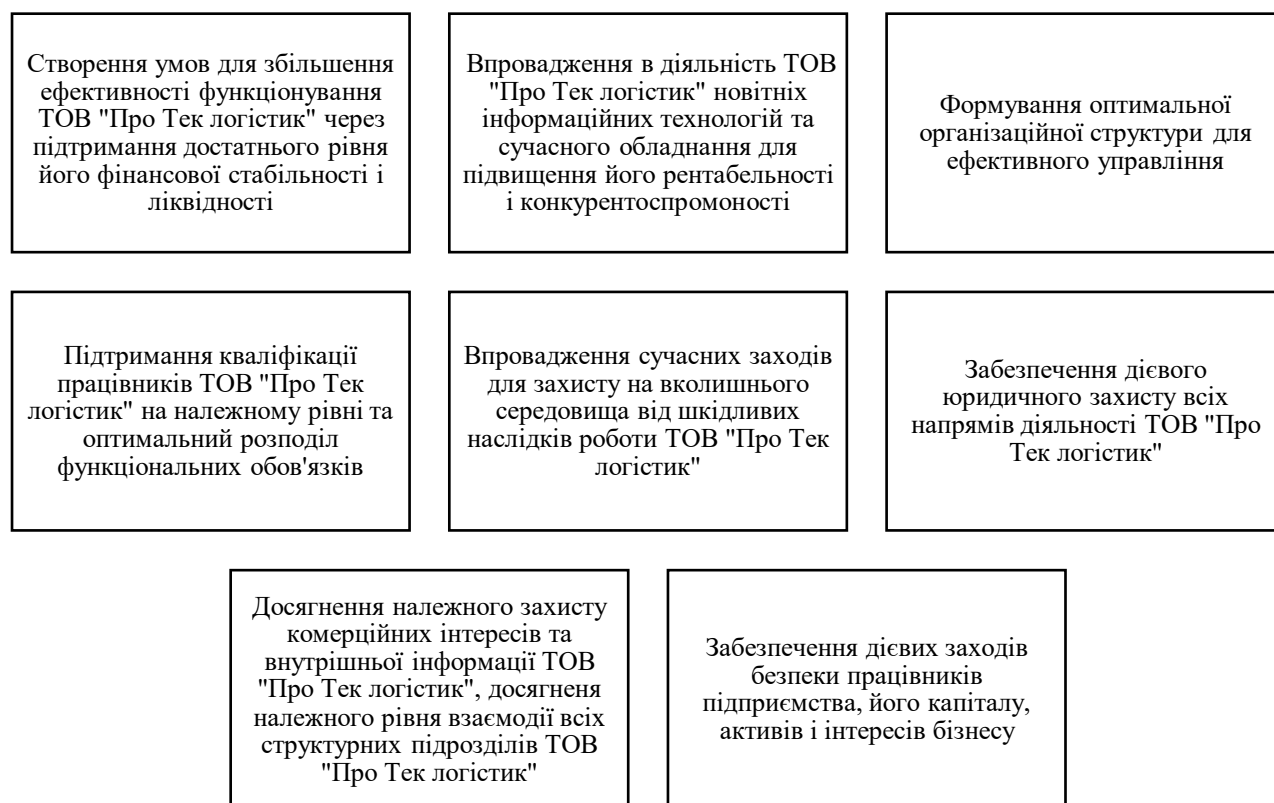 Створення умов для збільшення
ефективності функціонування
ТОВ "Про Тек логістик" через
підтримання достатнього рівня
його фінансової стабільності і
ліквідності
Впровадження в діяльність ТОВ
"Про Тек логістик" новітніх
інформаційних технологій та
сучасного обладнання для
підвищення його рентабельності
і конкурентоспромоності
Формування оптимальної
організаційної структури для
ефективного управління
Підтримання кваліфікації
працівників ТОВ "Про Тек
логістик" на належному рівні та
оптимальний розподіл
функціональних обов'язків
Впровадження сучасних заходів
для захисту на вколишнього
середовища від шкідливих
наслідків роботи ТОВ "Про Тек
логістик"
Забезпечення дієвого
юридичного захисту всіх
напрямів діяльності ТОВ "Про
Тек логістик"
Досягнення належного захисту
комерційних інтересів та
внутрішньої інформації ТОВ
"Про Тек логістик", досягненя
належного рівня взаємодії всіх
структурних підрозділів ТОВ
"Про Тек логістик"
Забезпечення дієвих заходів
безпеки працівників
підприємства, його капіталу,
активів і інтересів бізнесу